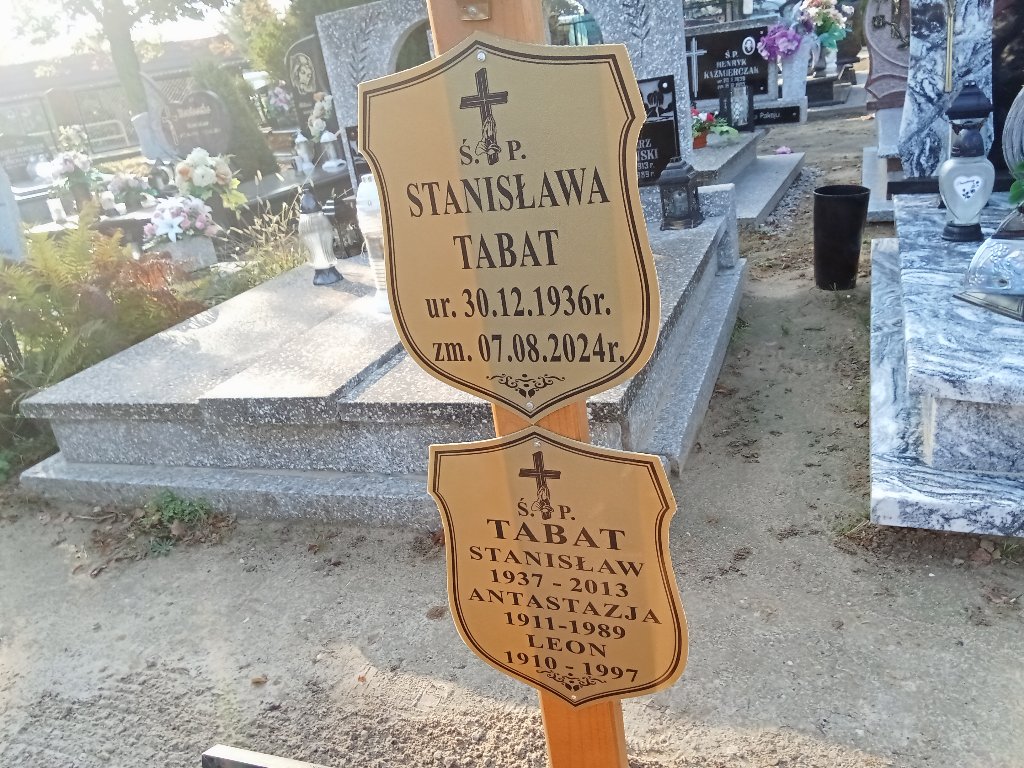 Ś. P.
STANISŁAWA
TABAT
ur. 30.12.1936r.
zm. 07.08.2024r.
Ś. P.
TABAT
STANISŁAW
1937 - 2013
ANTASTAZJA
1911-1989
LEON
1910 - 1997
Ś. P.
HENRYK
KAZMIERCZAK